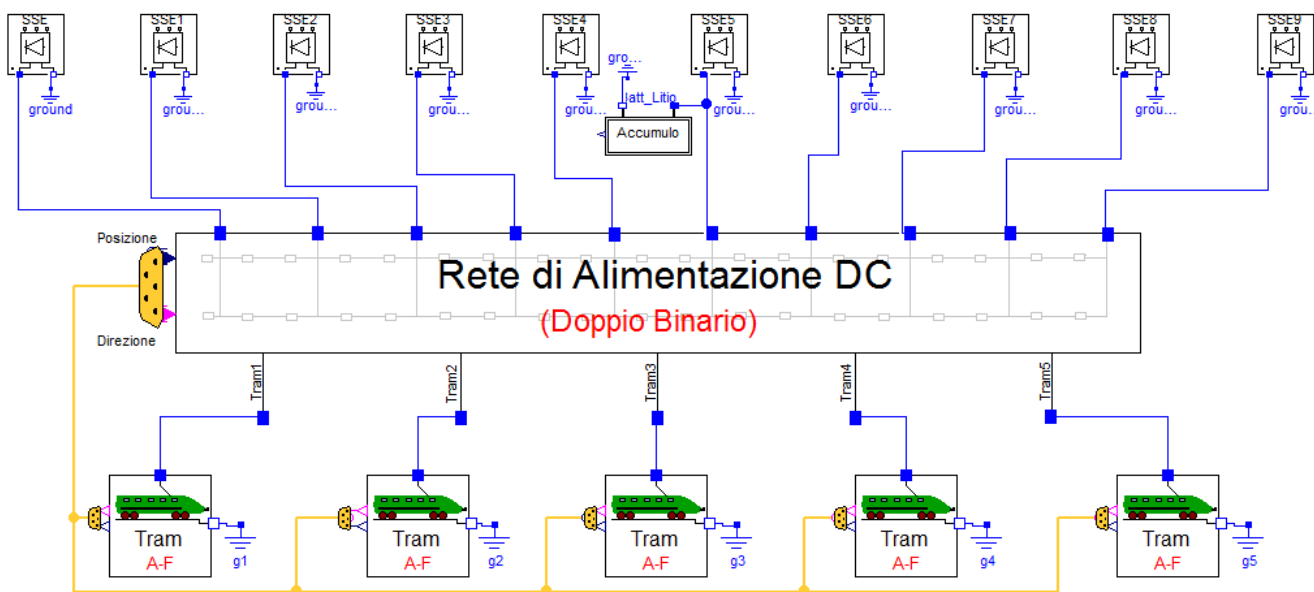 SSE SSE1 SSE2 SSE3 SSE4 SSE5 SSE6 SSE7 SSE8 SSE9
gro...
latt_Litio
ground grou... grou... grou... grou... grou... grou... grou... grou... grou...
Accumulo
Posizione
Rete di Alimentazione DC
(Doppio Binario)
Direzione
Tram1 Tram2 Tram3 Tram4 Tram5
Tram Tram Tram Tram Tram
A-F A-F A-F A-F A-F
g1 g2 g3 g4 g5